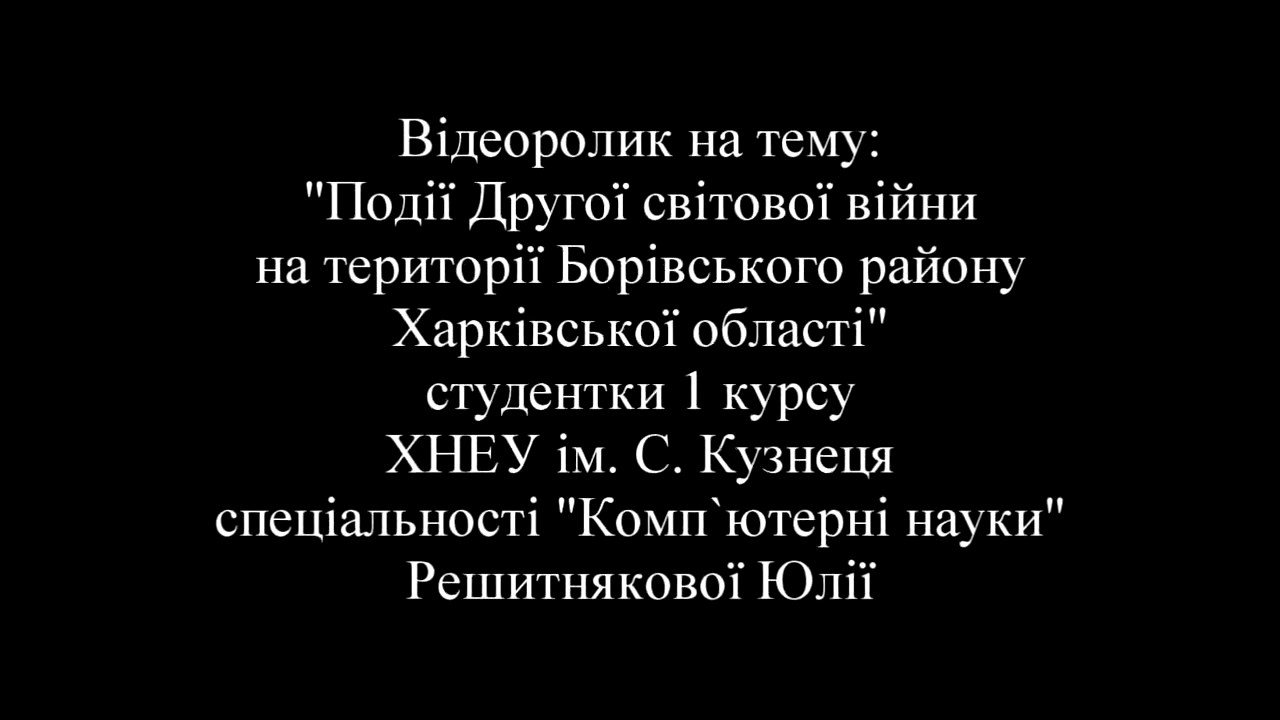 Відеоролик на тему:
"Події Другої світової війни
на території Борівського району
Харківської області"
студентки 1 курсу
ХНЕУ ім. С. Кузнеця
спеціальності "Комп`ютерні науки"
Решитнякової Юлії